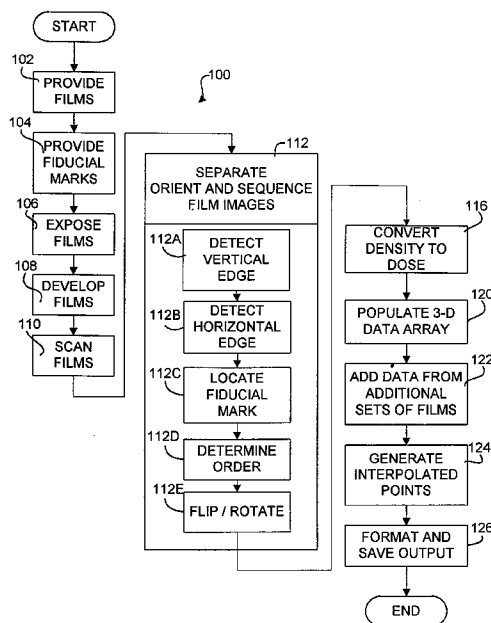 START
102
PROVIDE
FILMS
104
PROVIDE
FIDUCIAL
MARKS
106
EXPOSE
FILMS
108
DEVELOP
FILMS
110
SCAN
FILMS
100
112
SEPARATE
ORIENT AND SEQUENCE
FILM IMAGES
112A
DETECT
VERTICAL
EDGE
112B
DETECT
HORIZONTAL
EDGE
112C
LOCATE
FIDUCIAL
MARK
112D
DETERMINE
ORDER
112E
FLIP / ROTATE
116
CONVERT
DENSITY TO
DOSE
120
POPULATE 3-D
DATA ARRAY
122
ADD DATA FROM
ADDITIONAL
SETS OF FILMS
124
GENERATE
INTERPOLATED
POINTS
126
FORMAT AND
SAVE OUTPUT
END